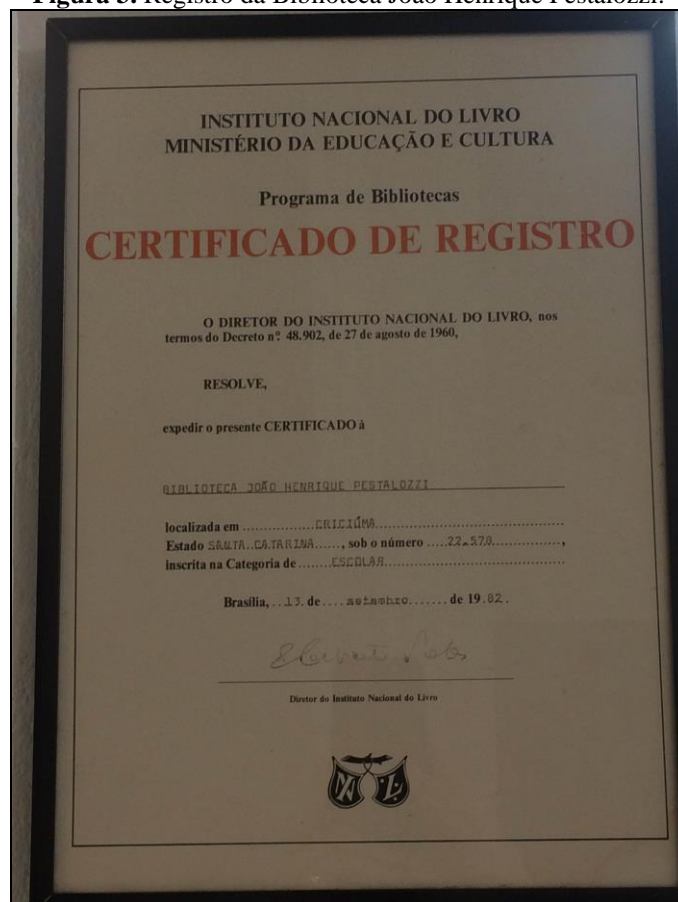 Figura 3. Registro da Biblioteca João Henrique Pestalozzi.
INSTITUTO NACIONAL DO LIVRO
MINISTÉRIO DA EDUCAÇÃO E CULTURA
Programa de Bibliotecas
CERTIFICADO DE REGISTRO
O DIRETOR DO INSTITUTO NACIONAL DO LIVRO, nos
termos do Decreto nº 48.902, de 27 de agosto de 1960,
RESOLVE,
expedir o presente CERTIFICADO à
BIBLIOTECA JOÃO HENRIQUE PESTALOZZI
localizada em ..................CRICIÚMA..............................................
Estado SANTA CATARINA......, sob o número .....22.570.................,
inscrita na Categoria de ........ESCOLAR.............................................
Brasília, ..13. de .... setembro ....... de 19.82.
Diretor do Instituto Nacional do Livro